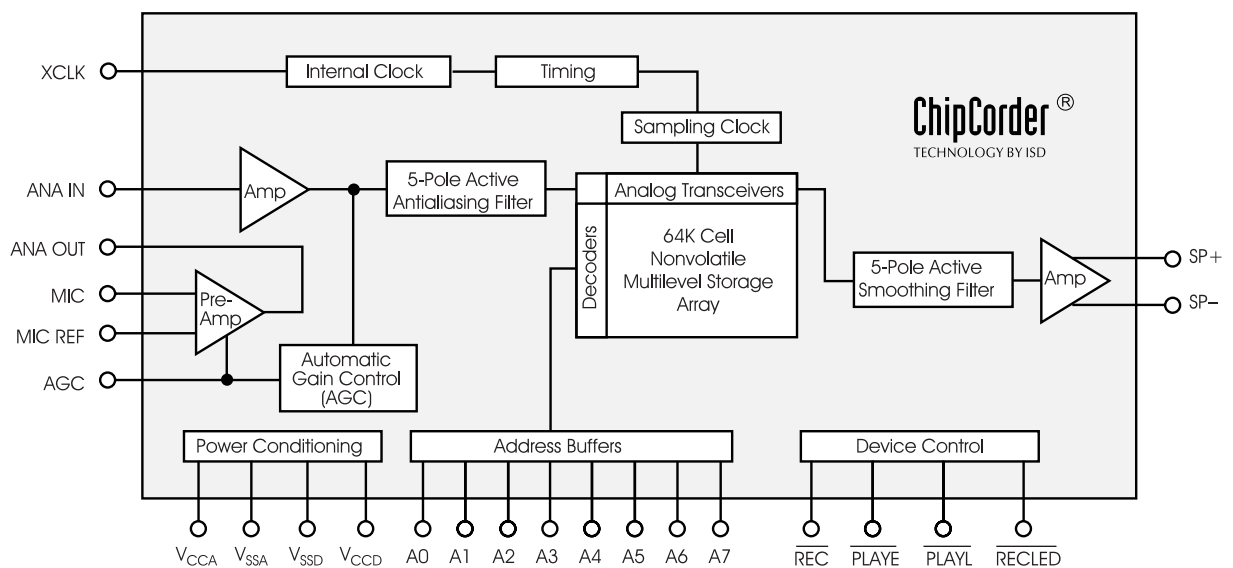 XCLK
Internal Clock
Timing
Sampling Clock
ChipCorder ®
TECHNOLOGY BY ISD
ANA IN
Amp
5-Pole Active
Antialiasing Filter
Analog Transceivers
Decoders
64K Cell
Nonvolatile
Multilevel Storage
Array
ANA OUT
MIC
Pre-
Amp
MIC REF
AGC
Automatic
Gain Control
(AGC)
5-Pole Active
Smoothing Filter
Amp
SP+
SP–
Power Conditioning
Address Buffers
Device Control
VCCA VSSA VSSD VCCD A0 A1 A2 A3 A4 A5 A6 A7 REC PLAYE PLAYL RECLED